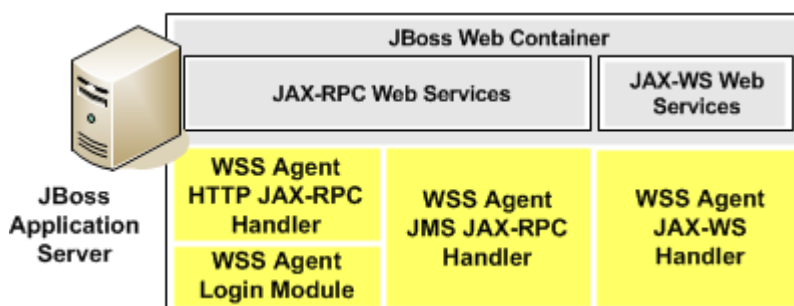 JBoss Web Container
JAX-RPC Web Services
JAX-WS Web
Services
WSS Agent
HTTP JAX-RPC
Handler
WSS Agent
Login Module
WSS Agent
JMS JAX-RPC
Handler
WSS Agent
JAX-WS
Handler
JBoss
Application
Server